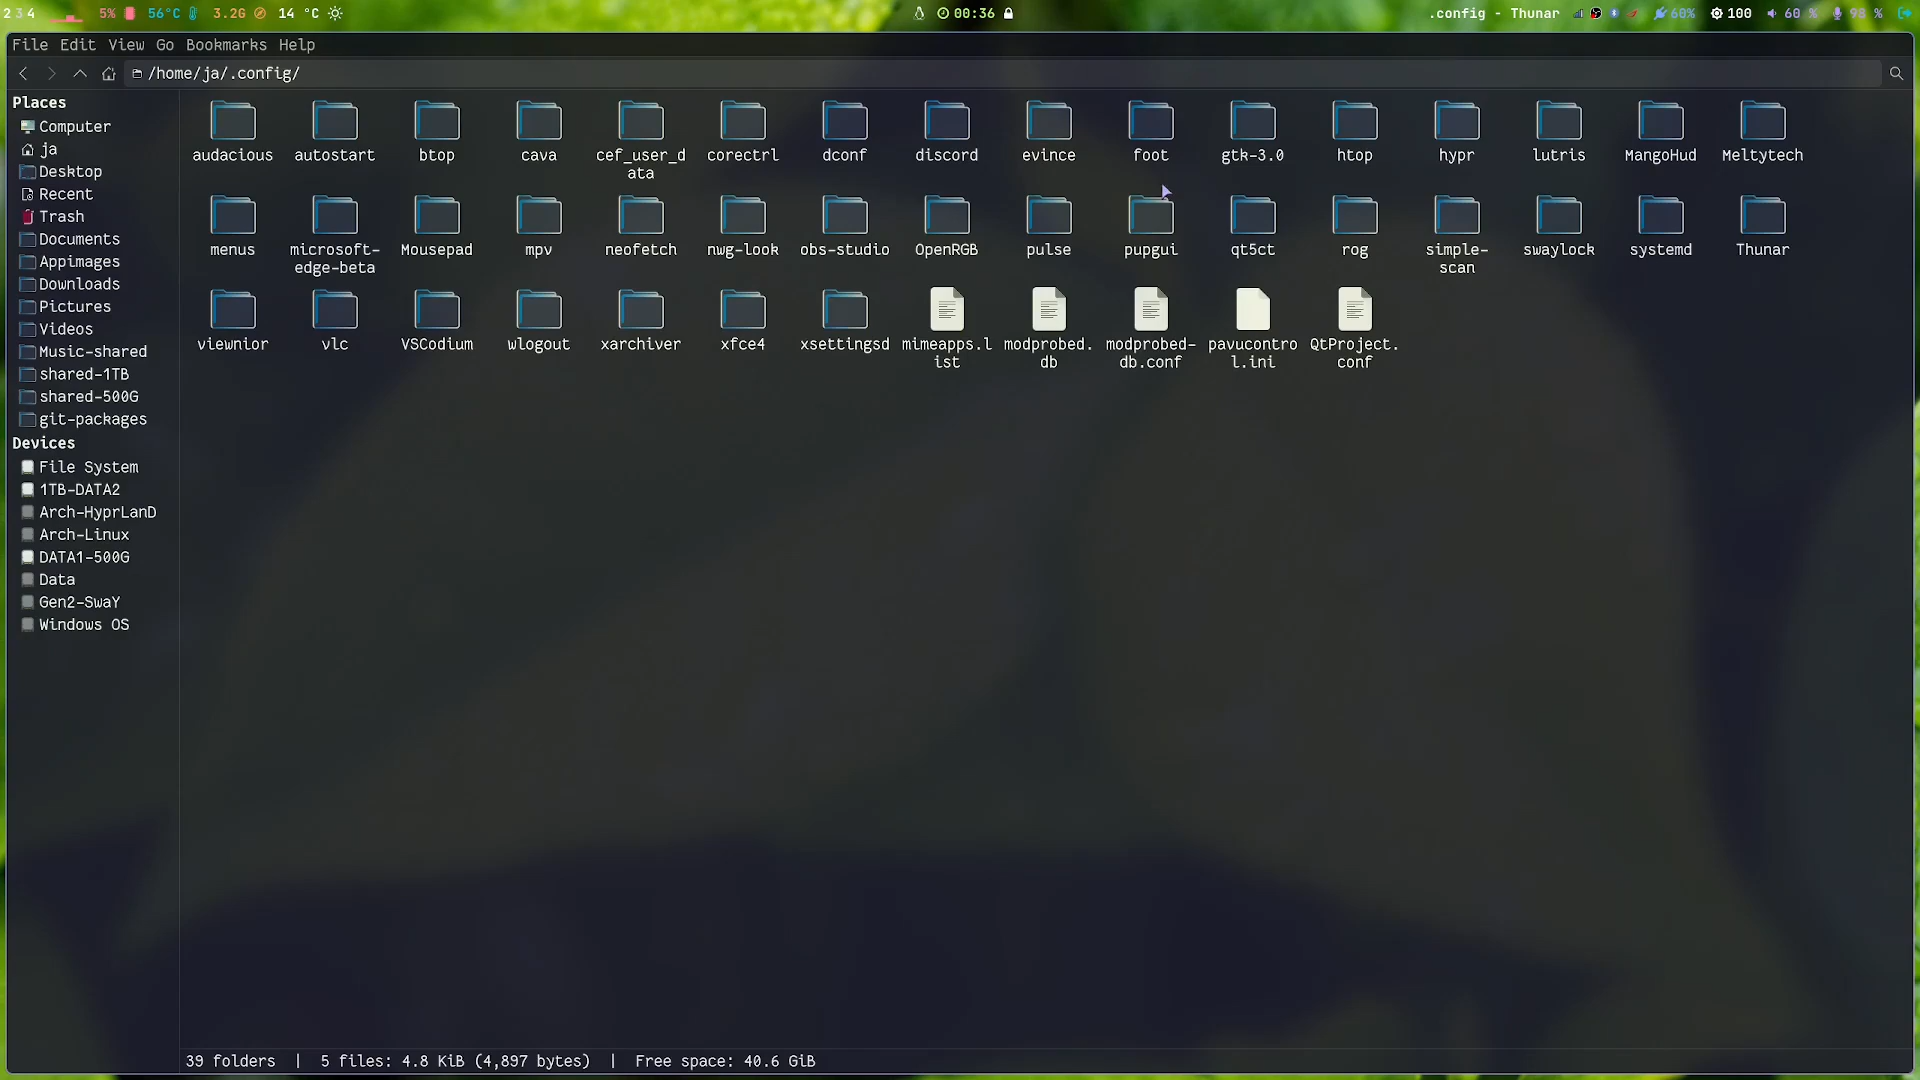 2 3 4 5% 56°C 3.2G 14 °C 00:36 .config - Thunar 60% 100 60 % 98 %
File Edit View Go Bookmarks Help
/home/ja/.config/
Places
Computer
ja
Desktop
Recent
Trash
Documents
Appimages
Downloads
Pictures
Videos
Music-shared
shared-1TB
shared-500G
git-packages
Devices
File System
1TB-DATA2
Arch-HyprLanD
Arch-Linux
DATA1-500G
Data
Gen2-SwaY
Windows OS
audacious autostart btop cava cef_user_d corectrl dconf discord evince foot gtk-3.0 htop hypr lutris MangoHud Meltytech
ata
menus microsoft- Mousepad mpv neofetch nwg-look obs-studio OpenRGB pulse pupgui qt5ct rog simple- swaylock systemd Thunar
edge-beta scan
viewnior vlc VSCodium wlogout xarchiver xfce4 xsettingsd mimeapps.l modprobed. modprobed- pavucontro QtProject.
ist db db.conf l.ini conf
39 folders | 5 files: 4.8 KiB (4,897 bytes) | Free space: 40.6 GiB